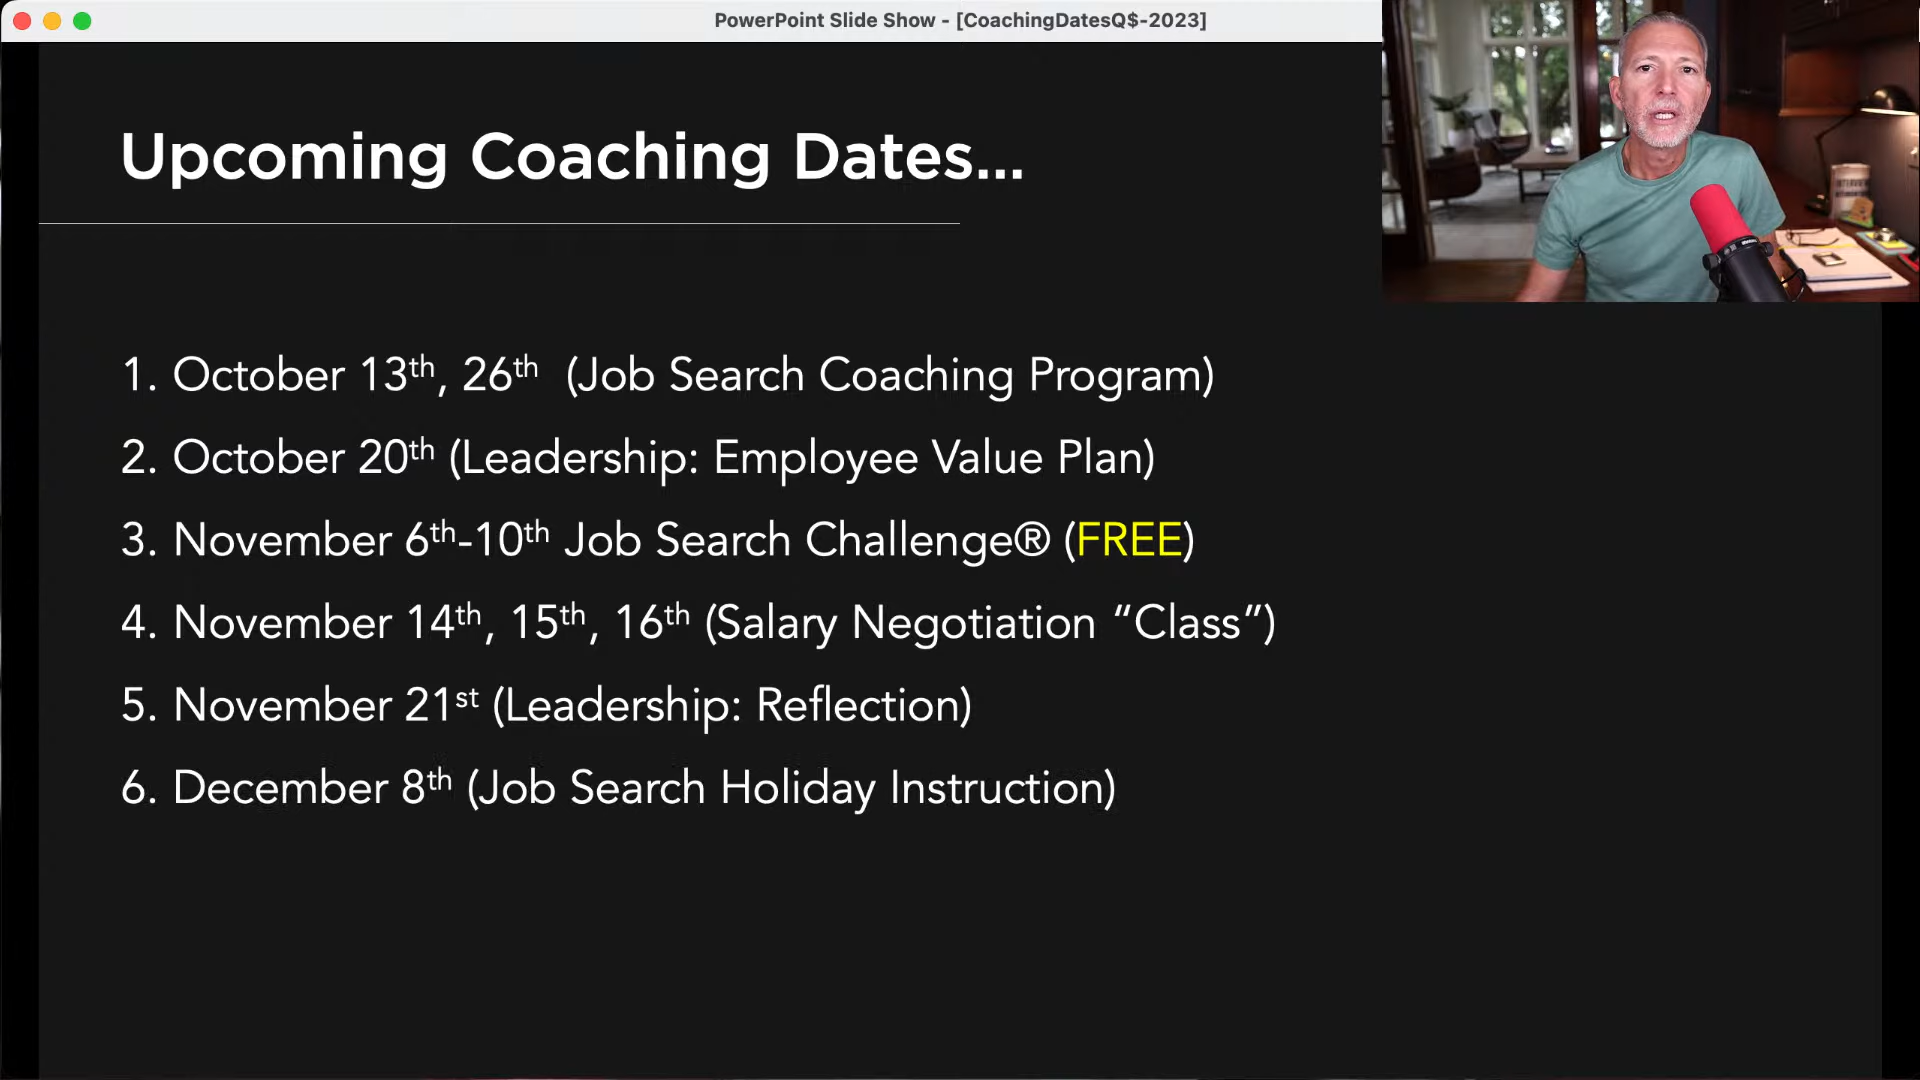 PowerPoint Slide Show - [CoachingDatesQ$-2023]
Upcoming Coaching Dates...
1. October 13th, 26th (Job Search Coaching Program)
2. October 20th (Leadership: Employee Value Plan)
3. November 6th-10th Job Search Challenge® (FREE)
4. November 14th, 15th, 16th (Salary Negotiation “Class”)
5. November 21st (Leadership: Reflection)
6. December 8th (Job Search Holiday Instruction)